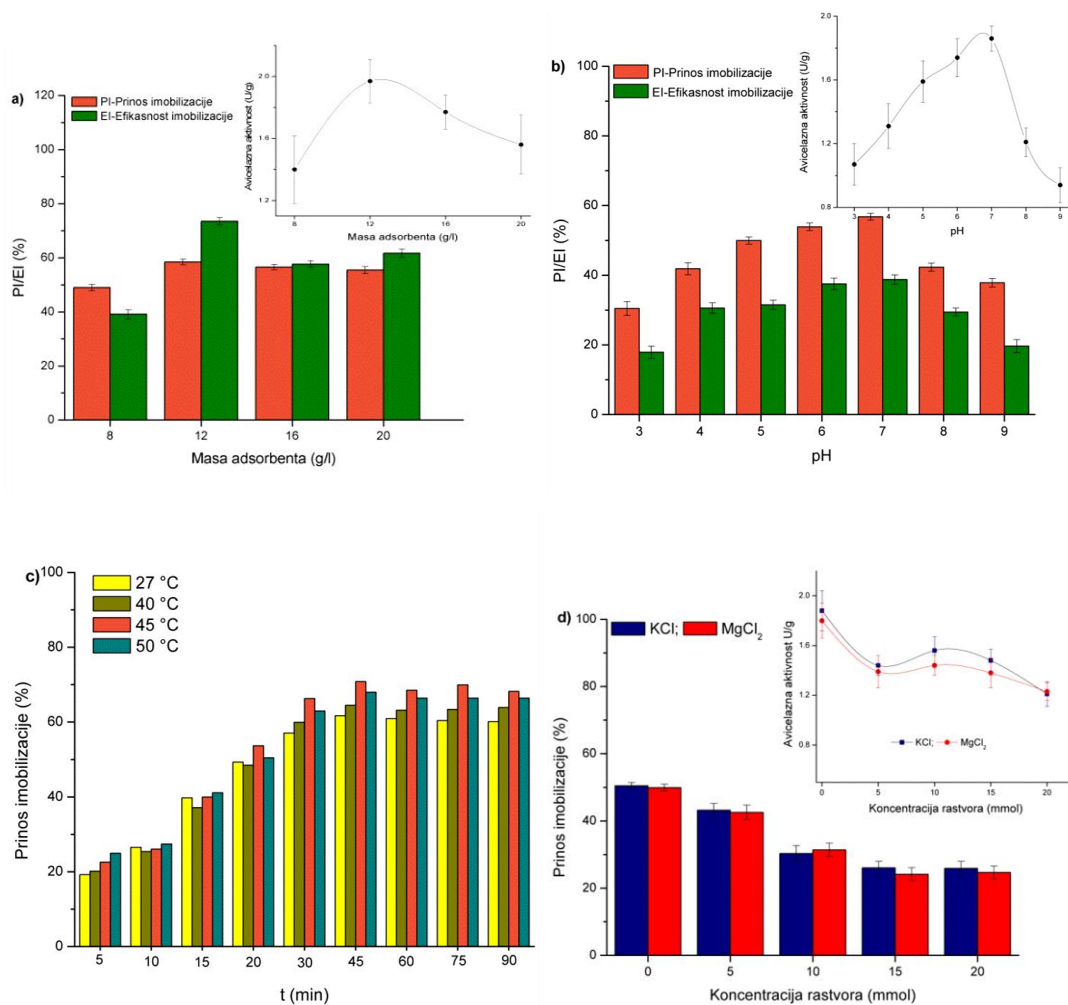 a)
PI-Prinos imobilizacije
EI-Efikasnost imobilizacije
PI/EI (%)
120
100
80
60
40
20
0
8 12 16 20
Masa adsorbenta (g/l)
Avicelazna aktivnost (U/g)
2.0
1.6
1.2
8 12 16 20
Masa adsorbenta (g/l)
b)
PI-Prinos imobilizacije
EI-Efikasnost imobilizacije
PI/EI (%)
100
80
60
40
20
0
3 4 5 6 7 8 9
pH
Avicelazna aktivnost (U/g)
2.0
1.6
1.2
0.8
3 4 5 6 7 8 9
pH
c)
27 °C
40 °C
45 °C
50 °C
Prinos imobilizacije (%)
100
80
60
40
20
0
5 10 15 20 30 45 60 75 90
t (min)
d)
KCl; MgCl₂
Prinos imobilizacije (%)
100
80
60
40
20
0
0 5 10 15 20
Koncentracija rastvora (mmol)
Avicelazna aktivnost U/g
2.0
1.6
1.2
0.8
KCl; MgCl₂
0 5 10 15 20
Koncentracija rastvora (mmol)